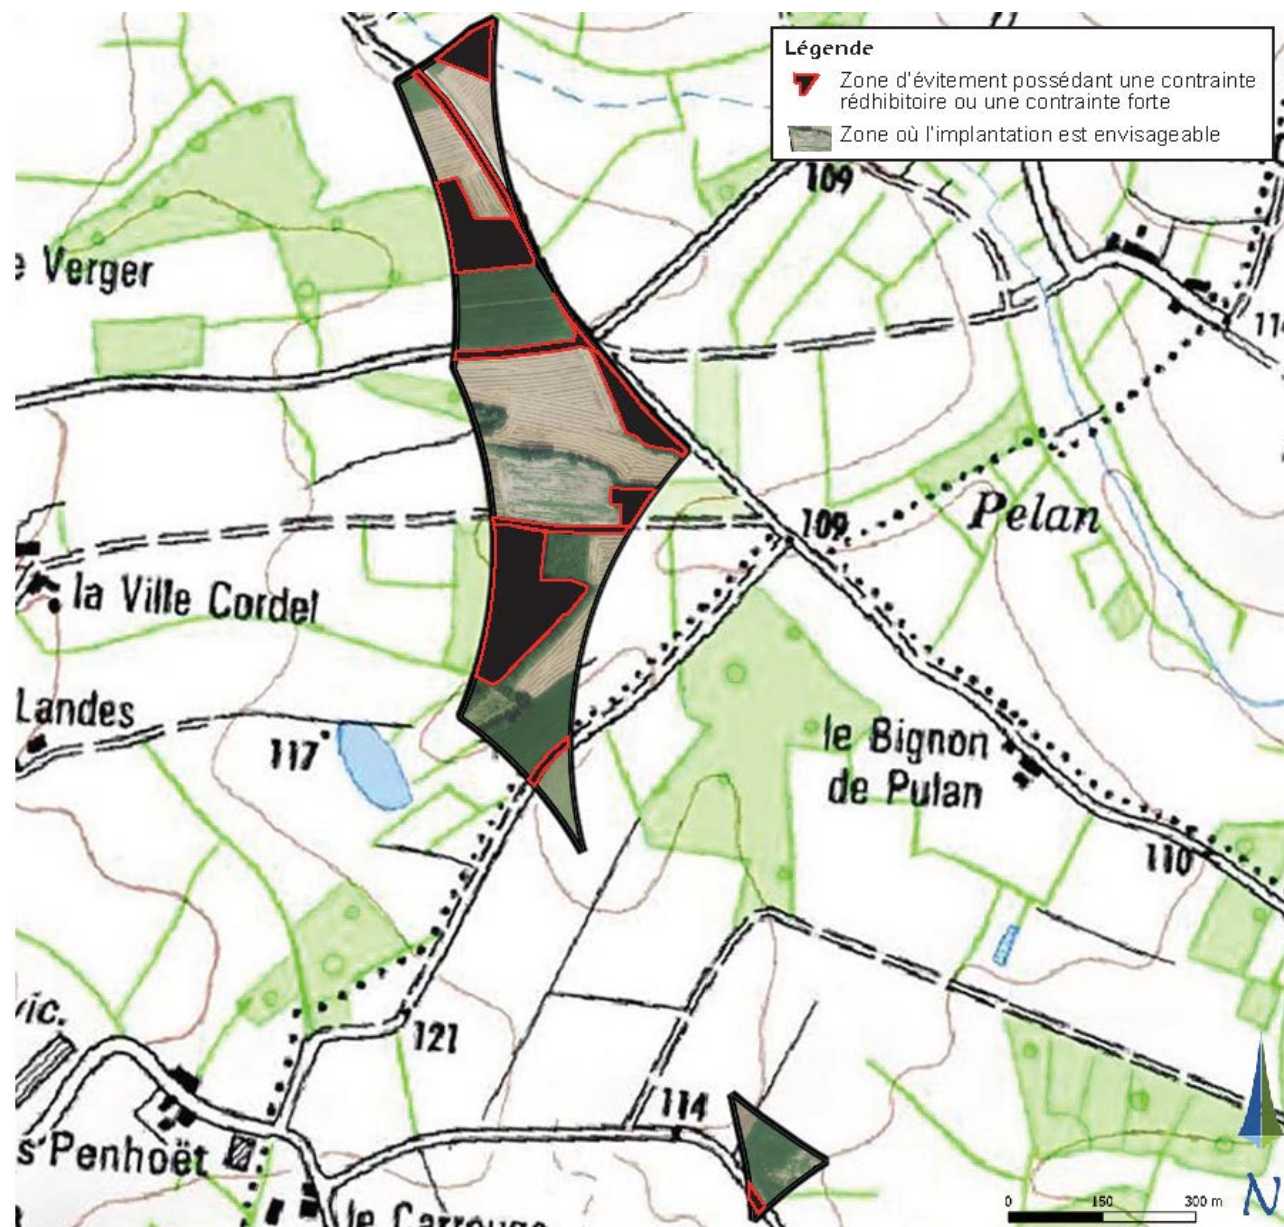 Légende
Zone d'évitement possédant une contrainte
rédhibitoire ou une contrainte forte
Zone où l'implantation est envisageable
109
e Verger
11
109
Pelan
la Ville Cordel
Landes
117
le Bignon
de Pulan
110
vic.
121
114
s'Penhoët
le Carrouge
0 150 300 m
N